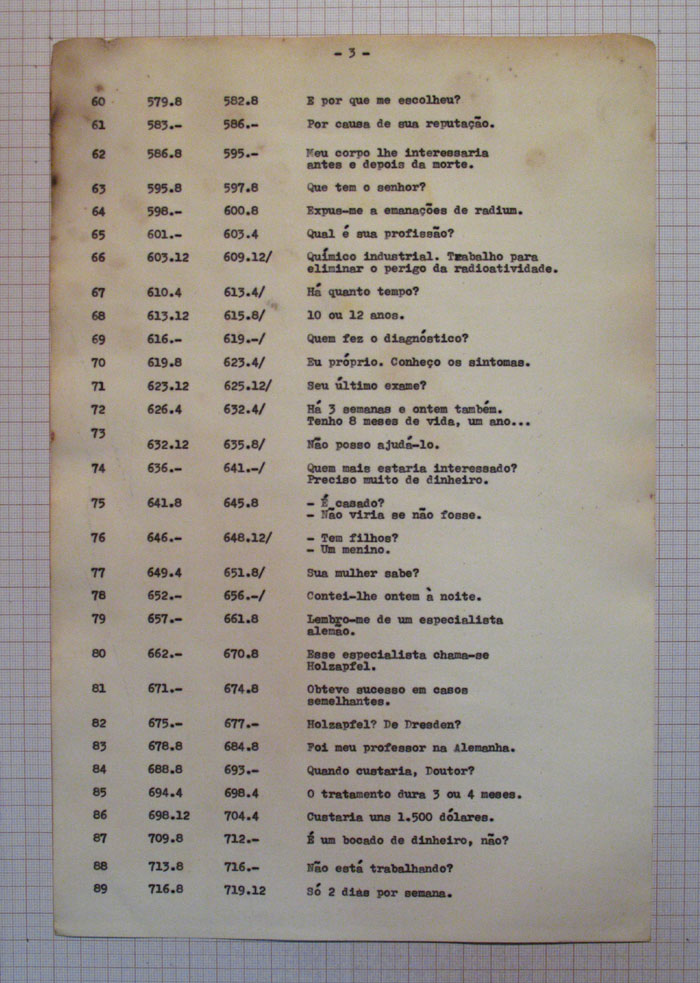 - 3 -
60 579.8 582.8 E por que me escolheu?
61 583.- 586.- Por causa de sua reputação.
62 586.8 595.- Meu corpo lhe interessaria
antes e depois da morte.
63 595.8 597.8 Que tem o senhor?
64 598.- 600.8 Expus-me a emanações de radium.
65 601.- 603.4 Qual é sua profissão?
66 603.12 609.12/ Químico industrial. Trabalho para
eliminar o perigo da radioatividade.
67 610.4 613.4/ Há quanto tempo?
68 613.12 615.8/ 10 ou 12 anos.
69 616.- 619.-/ Quem fez o diagnóstico?
70 619.8 623.4/ Eu próprio. Conheço os sintomas.
71 623.12 625.12/ Seu último exame?
72 626.4 632.4/ Há 3 semanas e ontem também.
Tenho 8 meses de vida, um ano...
73
632.12 635.8/ Não posso ajudá-lo.
74 636.- 641.-/ Quem mais estaria interessado?
Preciso muito de dinheiro.
75 641.8 645.8 - É casado?
- Não viria se não fosse.
76 646.- 648.12/ - Tem filhos?
- Um menino.
77 649.4 651.8/ Sua mulher sabe?
78 652.- 656.-/ Contei-lhe ontem à noite.
79 657.- 661.8 Lembro-me de um especialista
alemão.
80 662.- 670.8 Esse especialista chama-se
Holzapfel.
81 671.- 674.8 Obteve sucesso em casos
semelhantes.
82 675.- 677.- Holzapfel? De Dresden?
83 678.8 684.8 Foi meu professor na Alemanha.
84 688.8 693.- Quando custaria, Doutor?
85 694.4 698.4 O tratamento dura 3 ou 4 meses.
86 698.12 704.4 Custaria uns 1.500 dólares.
87 709.8 712.- É um bocado de dinheiro, não?
88 713.8 716.- Não está trabalhando?
89 716.8 719.12 Só 2 dias por semana.